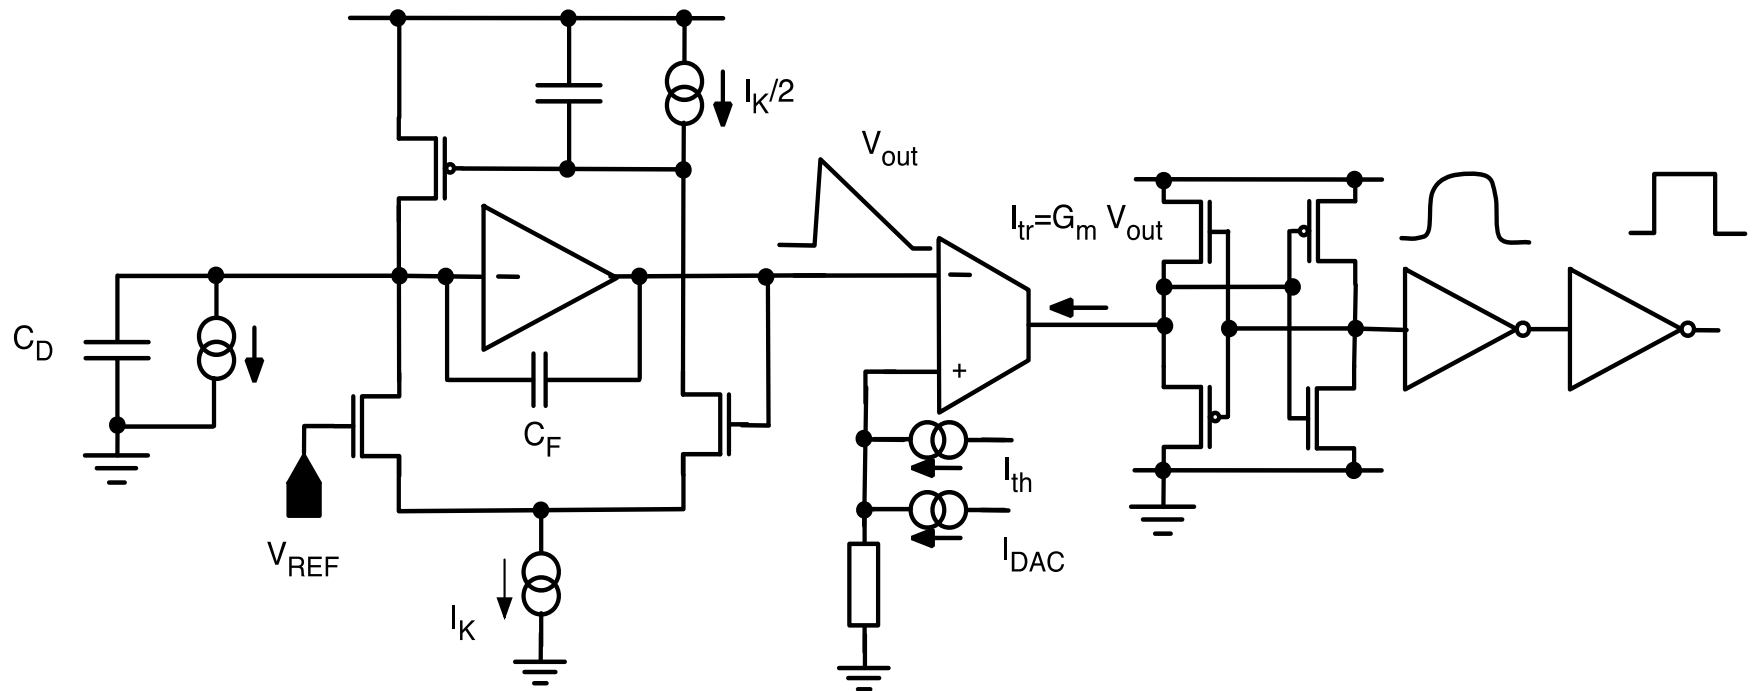 I_K/2
V_out
I_tr=G_m V_out
C_D
−
−
C_F
+
I_th
V_REF
I_DAC
I_K